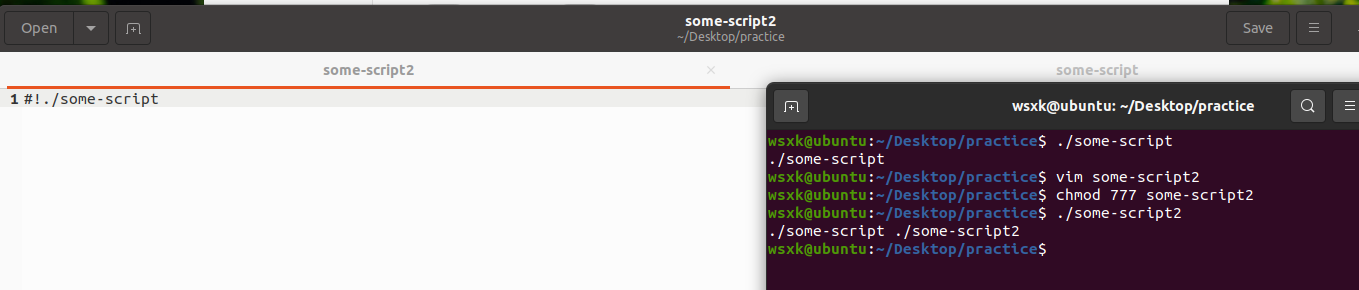 Open
some-script2
~/Desktop/practice
Save
some-script2
some-script
1 #!./some-script
wsxk@ubuntu: ~/Desktop/practice
wsxk@ubuntu:~/Desktop/practice$ ./some-script
./some-script
wsxk@ubuntu:~/Desktop/practice$ vim some-script2
wsxk@ubuntu:~/Desktop/practice$ chmod 777 some-script2
wsxk@ubuntu:~/Desktop/practice$ ./some-script2
./some-script ./some-script2
wsxk@ubuntu:~/Desktop/practice$